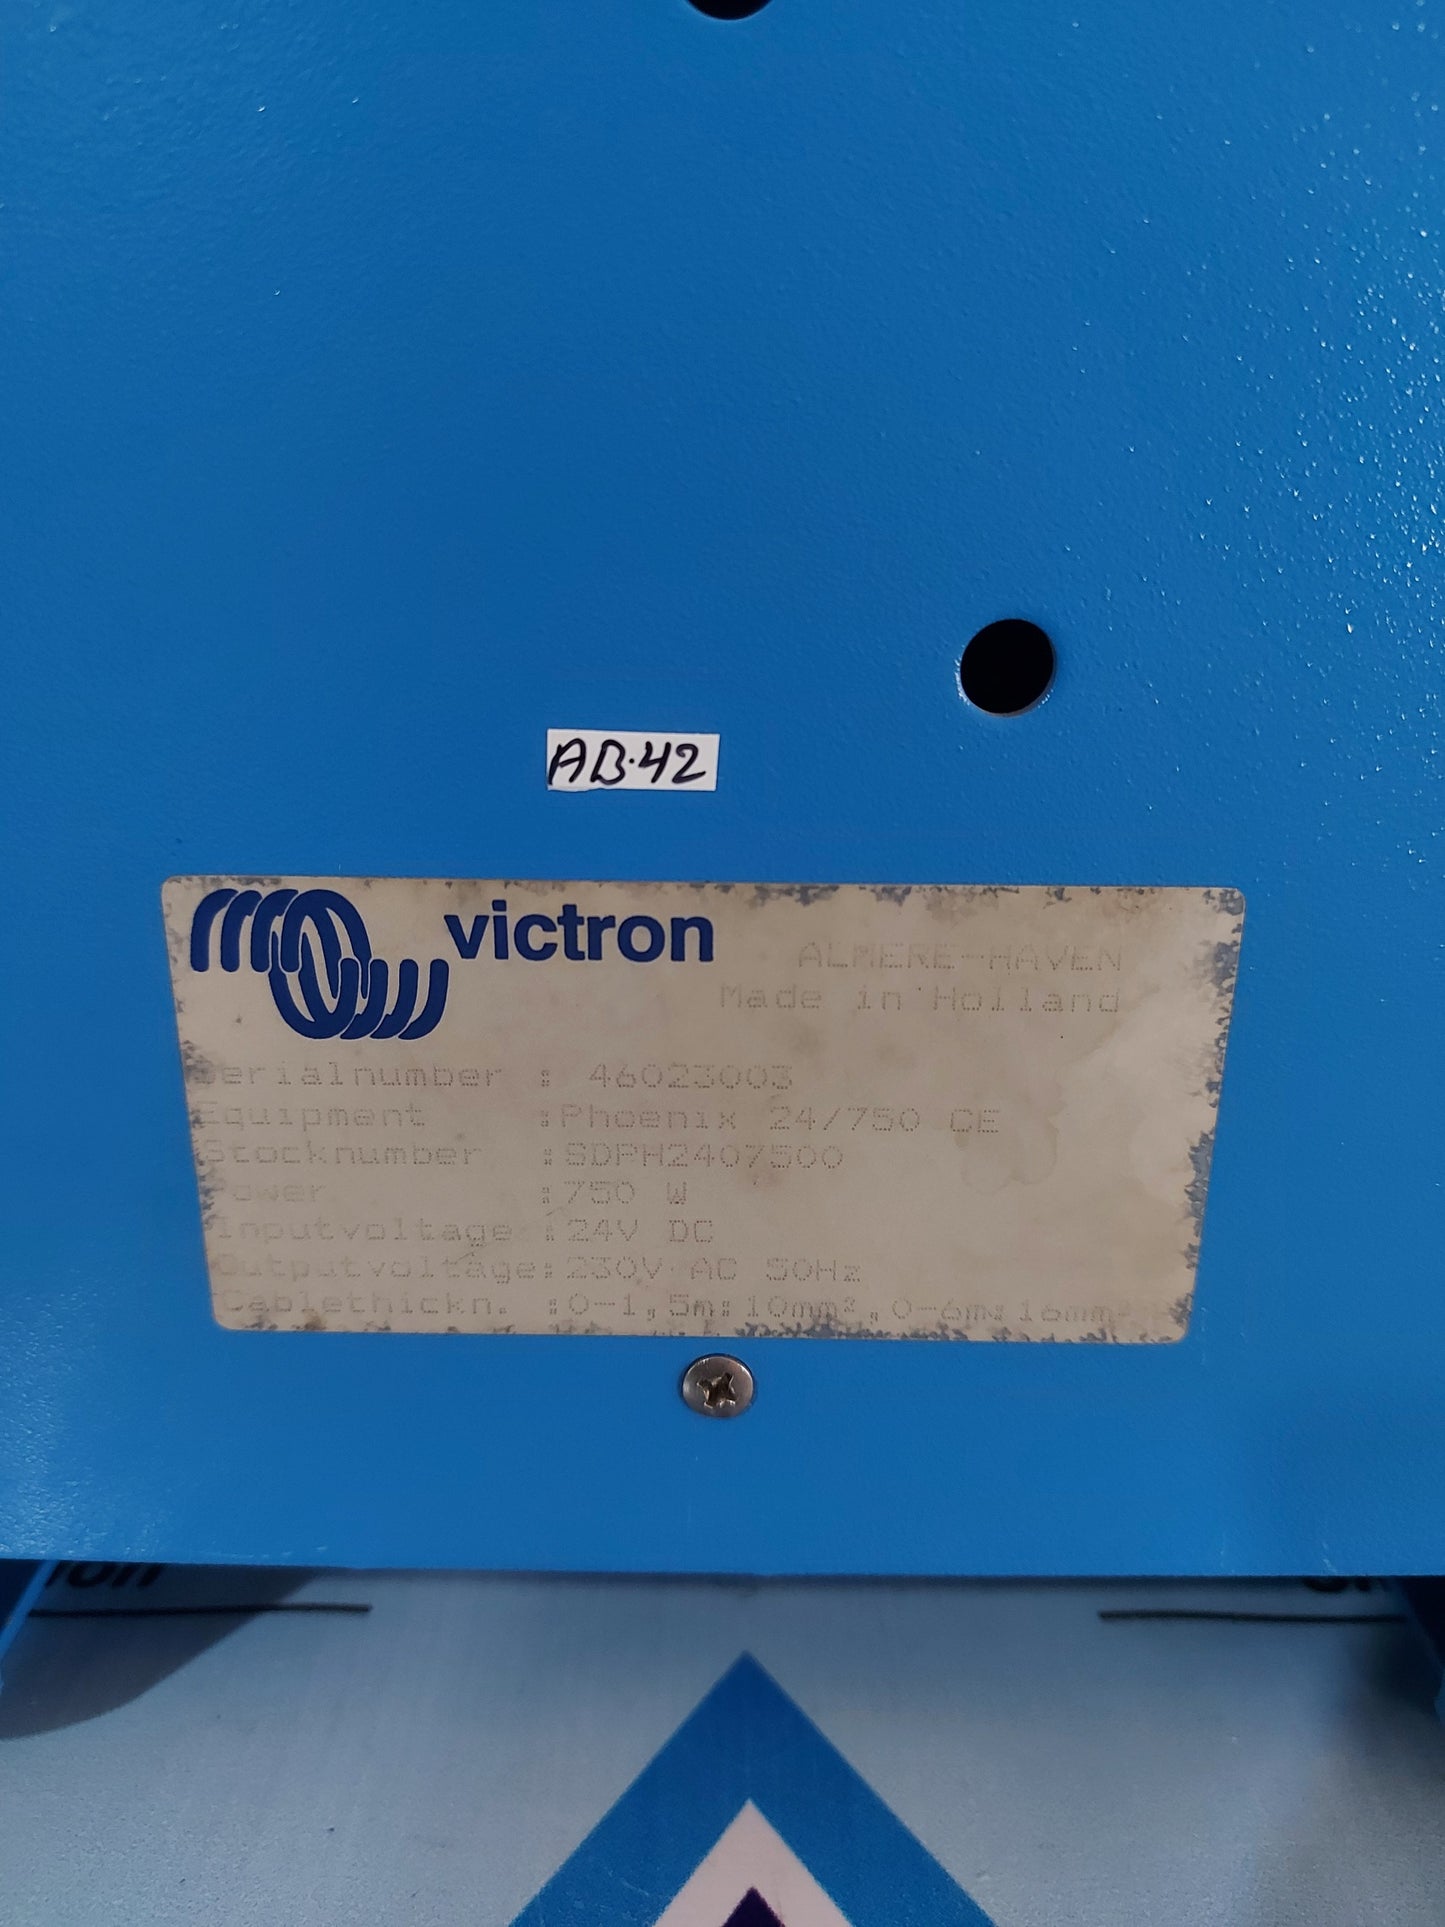 AB·42
victron
ALMERE-HAVEN
Made in Holland
Serialnumber : 46023003
Equipment :Phoenix 24/750 CE
Stocknumber :SDPH2407500
Power :750 W
Inputvoltage :24V DC
Outputvoltage:230V AC 50Hz
Cablethickn. :0-1,5m:10mm²,0-6m:16mm²